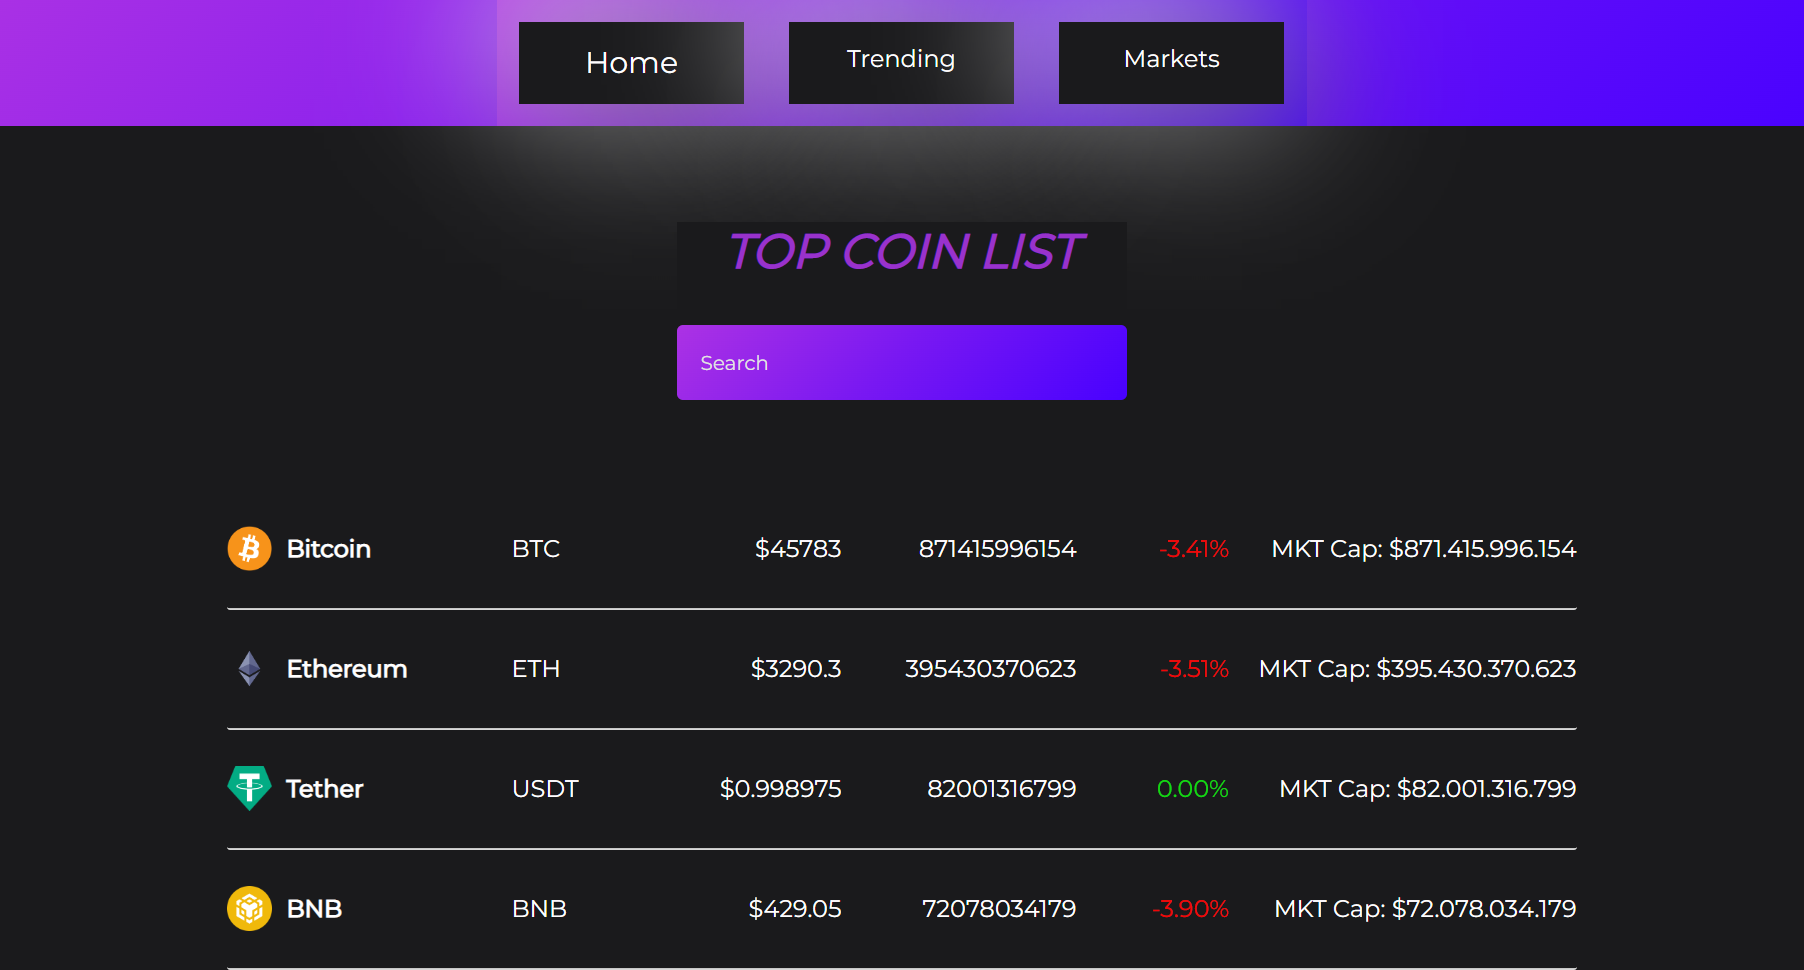 Home Trending Markets
TOP COIN LIST
Search
Bitcoin BTC $45783 871415996154 -3.41% MKT Cap: $871.415.996.154
Ethereum ETH $3290.3 395430370623 -3.51% MKT Cap: $395.430.370.623
Tether USDT $0.998975 82001316799 0.00% MKT Cap: $82.001.316.799
BNB BNB $429.05 72078034179 -3.90% MKT Cap: $72.078.034.179